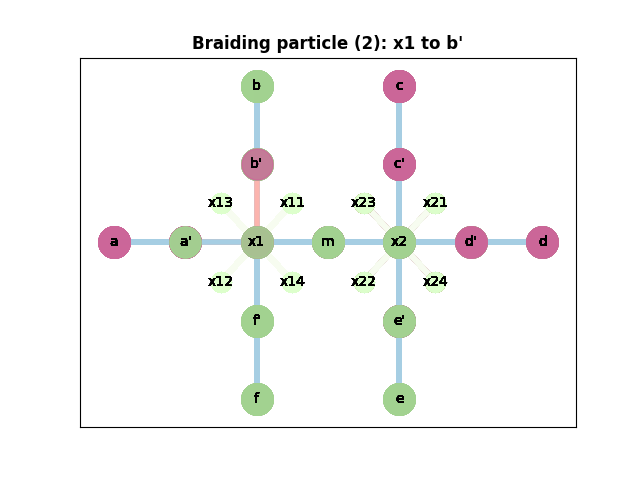 Braiding particle (2): x1 to b'
b c
b' c'
x13 x11 x23 x21
a a' x1 m x2 d' d
x12 x14 x22 x24
f' e'
f e